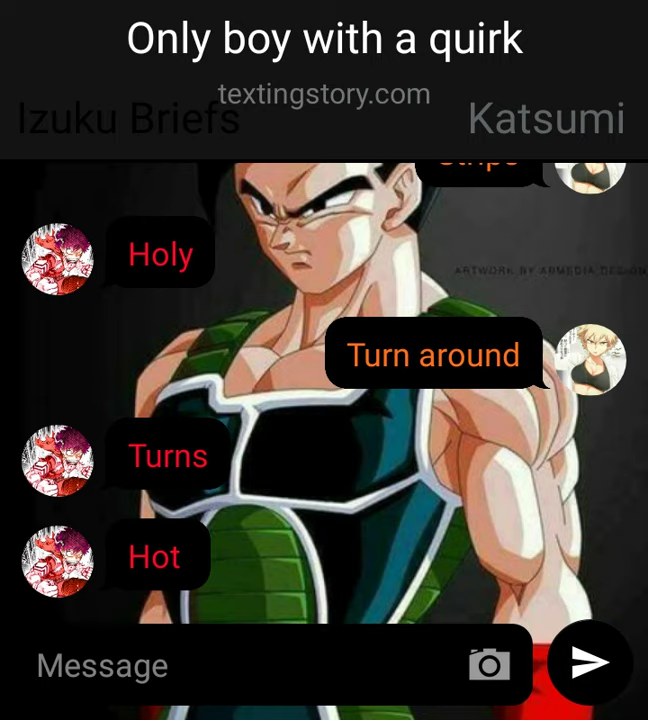 Only boy with a quirk
textingstory.com
Izuku Briefs
Katsumi
Holy
ARTWORK BY ARMEDIA DESIGN
Turn around
Turns
Hot
Message